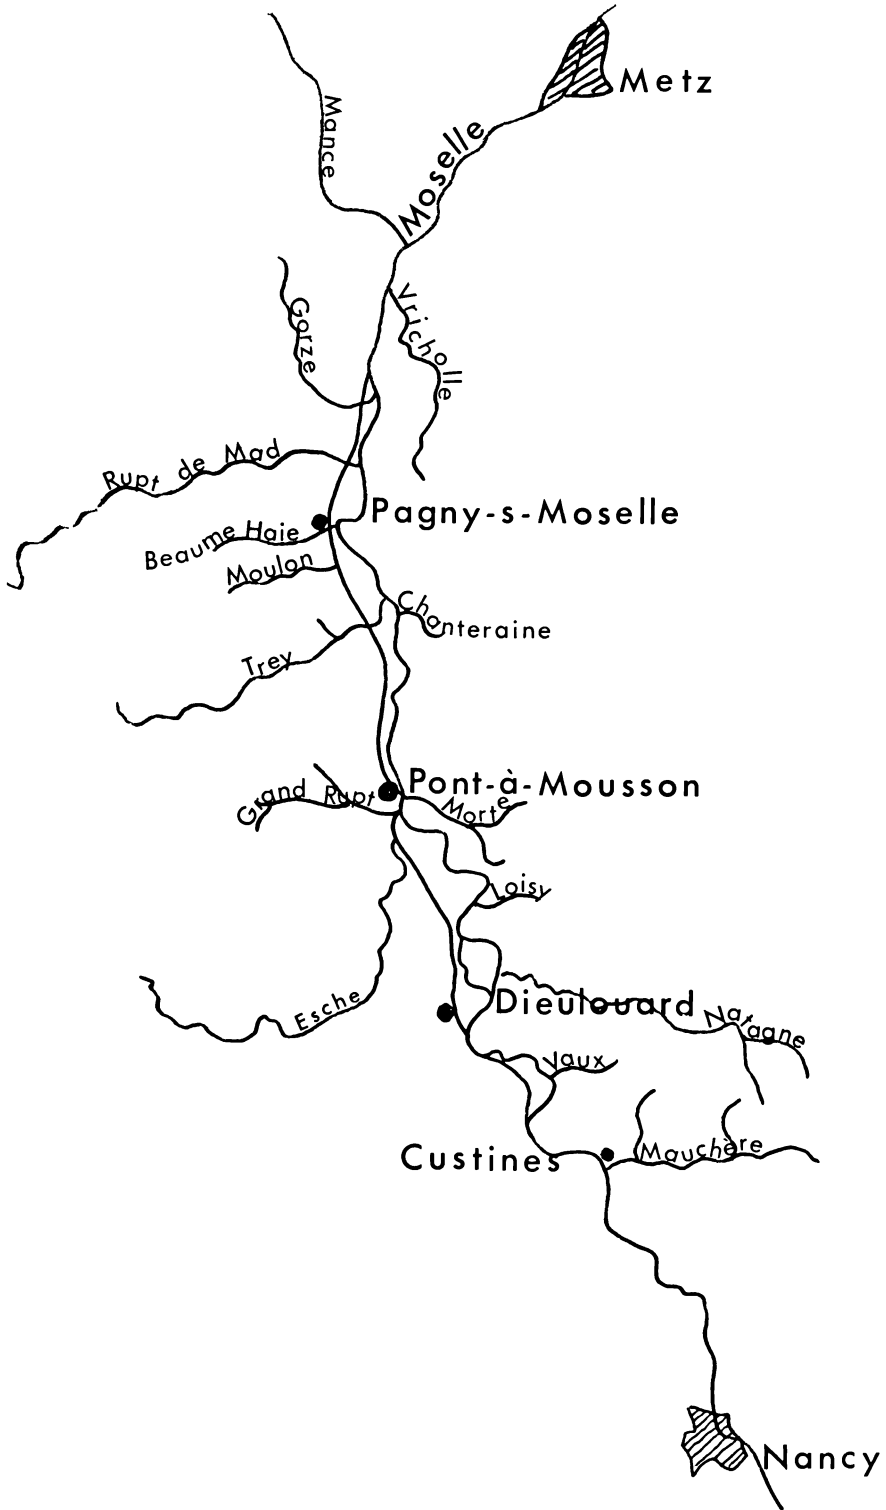 Metz
Moselle
Mance
Vricholle
Gorze
Rupt de Mad
Pagny-s-Moselle
Beaume Haie
Moulon
Chanteraine
Trey
Pont-à-Mousson
Grand Rupt
Morte
Loisy
Dieulouard
Esche
Natagne
Vaux
Custines
Mauchère
Nancy